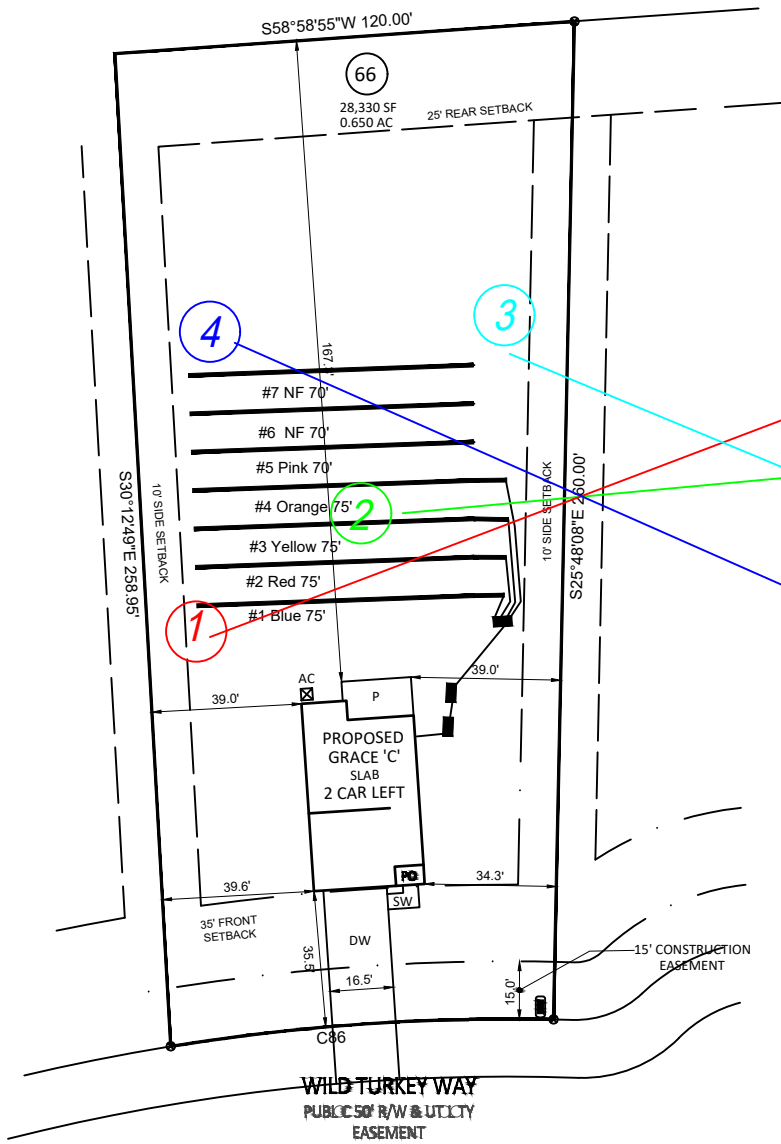 S58°58'55"W 120.00'
66
28,330 SF
0.650 AC
25' REAR SETBACK
3
4
#7 NF 70'
#6 NF 70'
#5 Pink 70'
#4 Orange 75'
2
#3 Yellow 75'
#2 Red 75'
#1 Blue 75'
1
S30°12'49"E 258.95'
10' SIDE SETBACK
10' SIDE SETBACK
S25°48'08"E 260.00'
AC
P
39.0'
39.0'
PROPOSED
GRACE 'C'
SLAB
2 CAR LEFT
39.6'
34.3'
SW
35' FRONT
SETBACK
35.5'
DW
16.5'
15.0'
15' CONSTRUCTION
EASEMENT
C86
WILD TURKEY WAY
PUBLIC 50' R/W & UTILITY
EASEMENT